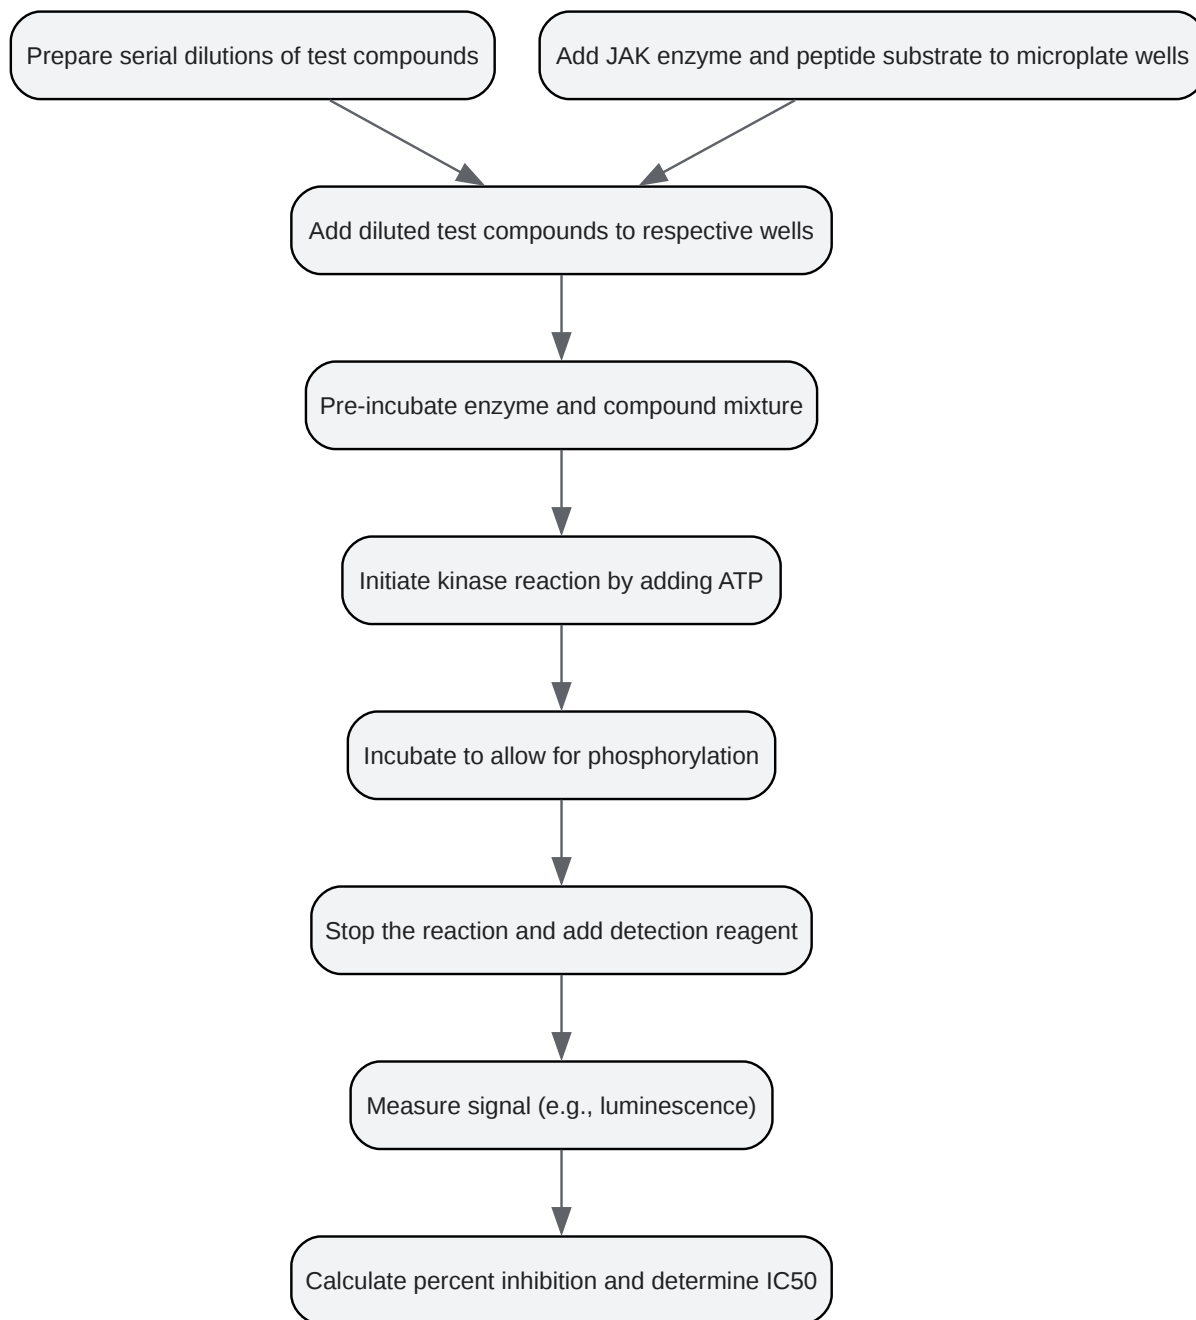 Prepare serial dilutions of test compounds
Add JAK enzyme and peptide substrate to microplate wells
Add diluted test compounds to respective wells
Pre-incubate enzyme and compound mixture
Initiate kinase reaction by adding ATP
Incubate to allow for phosphorylation
Stop the reaction and add detection reagent
Measure signal (e.g., luminescence)
Calculate percent inhibition and determine IC50